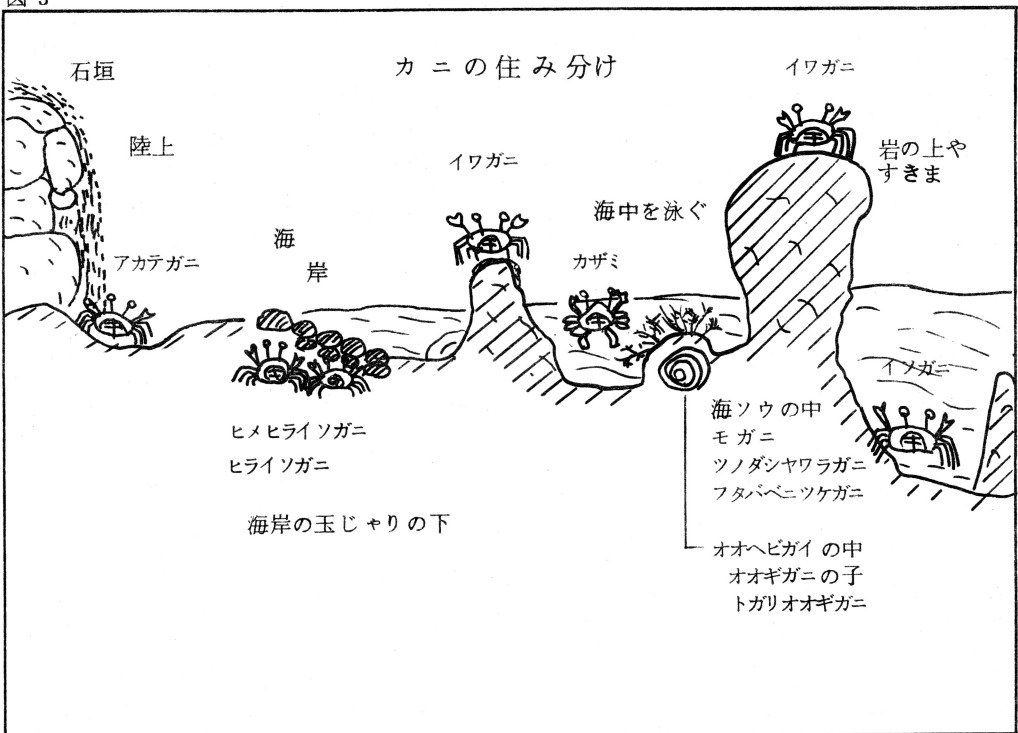 図 3
カニの住み分け
石垣
陸上
アカテガニ
海
岸
イワガニ
海中を泳ぐ
カザミ
イワガニ
岩の上や
すきま
イソガニ
ヒメヒライソガニ
ヒライソガニ
海岸の玉じゃりの下
海ソウの中
モガニ
ツノダシヤワラガニ
フタバベニツケガニ
オオヘビガイの中
オオギガニの子
トガリオオギガニ